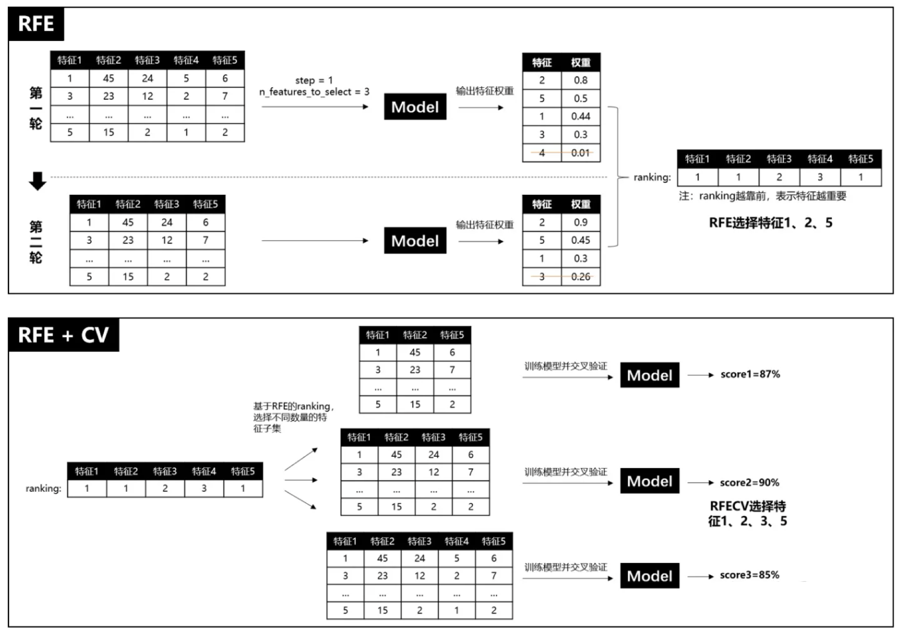 RFE
第一轮
特征1 特征2 特征3 特征4 特征5
1 45 24 5 6
3 23 12 2 7
... ... ... ... ...
5 15 2 1 2
step = 1
n_features_to_select = 3
Model
输出特征权重
特征 权重
2 0.8
5 0.5
1 0.44
3 0.3
4 0.01
第二轮
特征1 特征2 特征3 特征5
1 45 24 6
3 23 12 7
... ... ... ...
5 15 2 2
Model
输出特征权重
特征 权重
2 0.9
5 0.45
1 0.3
3 0.26
特征1 特征2 特征3 特征4 特征5
ranking: 1 1 2 3 1
注：ranking越靠前，表示特征越重要
RFE选择特征1、2、5
RFE + CV
特征1 特征2 特征3 特征4 特征5
ranking: 1 1 2 3 1
基于RFE的ranking,
选择不同数量的特
征子集
特征1 特征2 特征5
1 45 6
3 23 7
... ... ...
5 15 2
训练模型并交叉验证
Model
score1=87%
特征1 特征2 特征3 特征5
1 45 24 6
3 23 12 7
... ... ... ...
5 15 2 2
训练模型并交叉验证
Model
score2=90%
RFECV选择特
征1、2、3、5
特征1 特征2 特征3 特征4 特征5
1 45 24 5 6
3 23 12 2 7
... ... ... ... ...
5 15 2 1 2
训练模型并交叉验证
Model
score3=85%